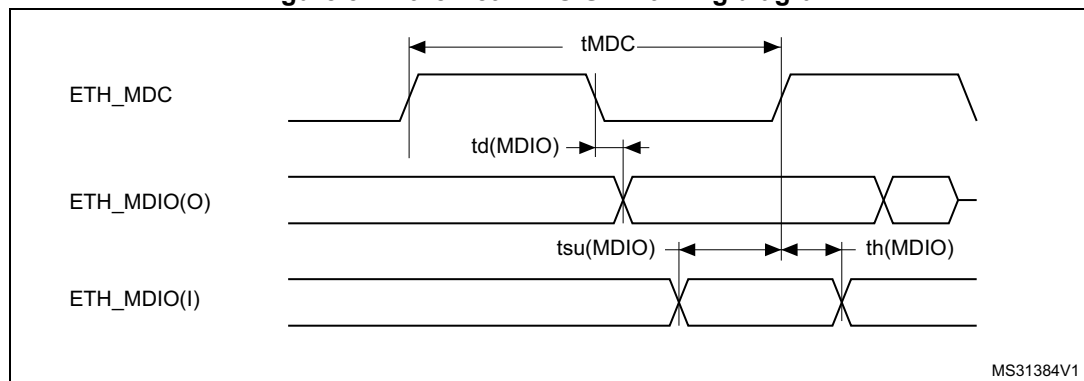 tMDC
ETH_MDC
td(MDIO)
ETH_MDIO(O)
tsu(MDIO) th(MDIO)
ETH_MDIO(I)
MS31384V1